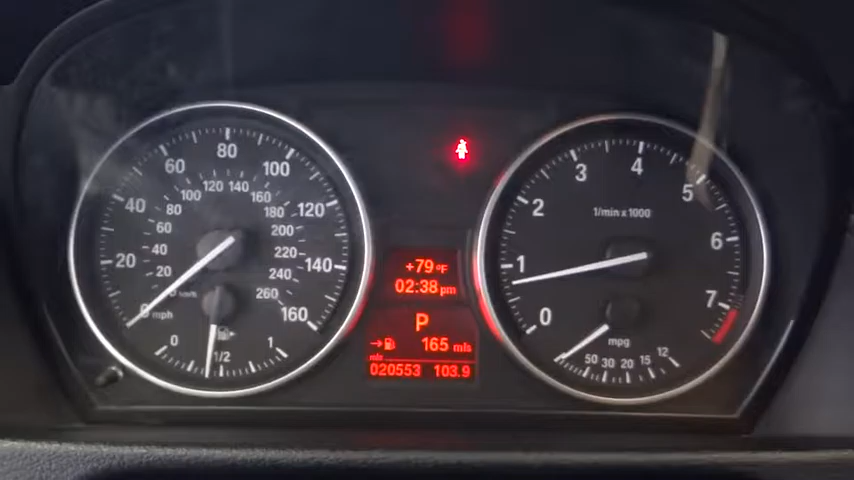 80
60 100
40 120
20 140
0 mph 160
120 140
100 160
80 180
60 200
40 220
20 240
km/h 260
0 1/2 1
+79°F
02:38pm
P
165 mls
mls
020553 103.9
3 4 5
2 6
1 7
0
1/min x 1000
mpg
50 30 20 15 12